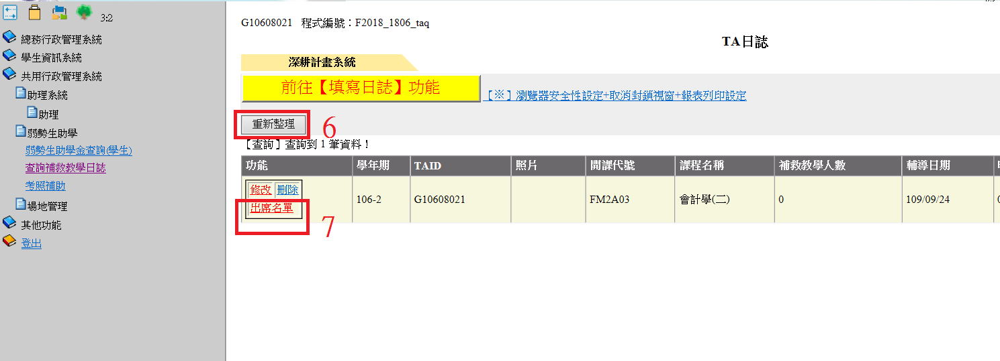 3:2
總務行政管理系統
學生資訊系統
共用行政管理系統
助理系統
助理
弱勢生助學
弱勢生助學金查詢(學生)
查詢補救教學日誌
考照補助
場地管理
其他功能
登出
G10608021 程式編號：F2018_1806_taq
TA日誌
深耕計畫系統
前往【填寫日誌】功能 【※】瀏覽器安全性設定+取消封鎖視窗+報表列印設定
重新整理 6
【查詢】查詢到 1 筆資料！
功能 學年期 TAID 照片 開課代號 課程名稱 補救教學人數 輔導日期
修改 刪除
出席名單 106-2 G10608021 FM2A03 會計學(二) 0 109/09/24
7